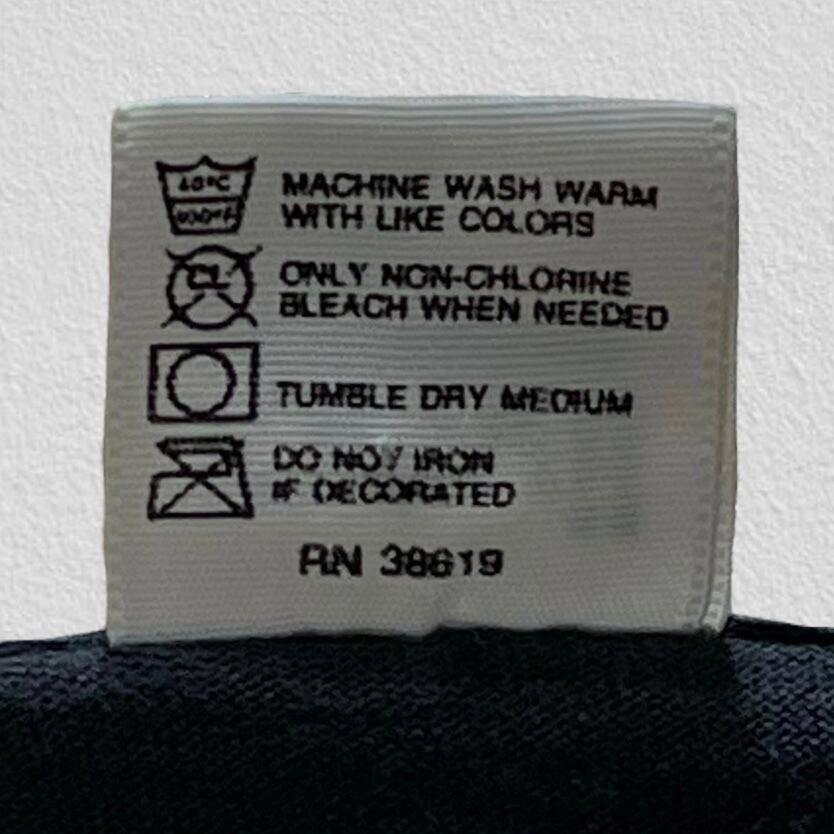 40°C
MACHINE WASH WARM
WITH LIKE COLORS
CL
ONLY NON-CHLORINE
BLEACH WHEN NEEDED
TUMBLE DRY MEDIUM
DO NOT IRON
IF DECORATED
RN 38619